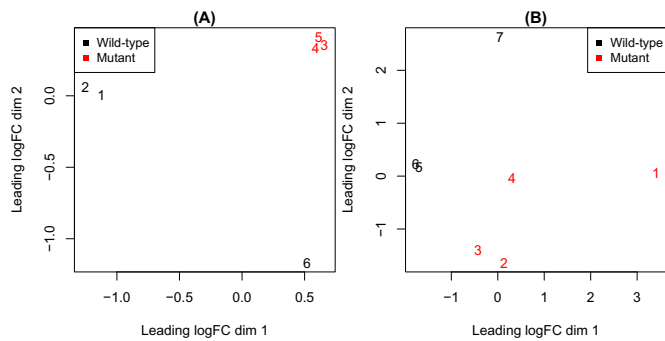 (A)
Wild-type
Mutant
5
4 3
2 1
6
0.0
−0.5
−1.0
Leading logFC dim 2
−1.0 −0.5 0.0 0.5
Leading logFC dim 1
(B)
7
Wild-type
Mutant
6 5
4
1
3 2
2
1
0
−1
Leading logFC dim 2
−1 0 1 2 3
Leading logFC dim 1